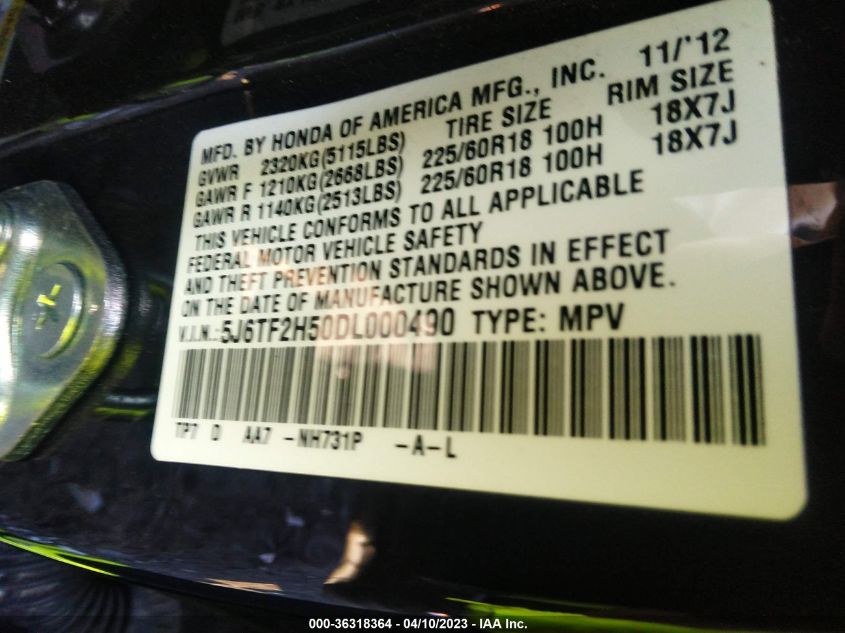 MFD. BY HONDA OF AMERICA MFG., INC. 11/'12
GVWR 2320KG(5115LBS) TIRE SIZE RIM SIZE
GAWR F 1210KG(2668LBS) 225/60R18 100H 18X7J
GAWR R 1140KG(2513LBS) 225/60R18 100H 18X7J
THIS VEHICLE CONFORMS TO ALL APPLICABLE
FEDERAL MOTOR VEHICLE SAFETY
AND THEFT PREVENTION STANDARDS IN EFFECT
ON THE DATE OF MANUFACTURE SHOWN ABOVE.
V.I.N.:5J6TF2H50DL000490 TYPE: MPV
TP7 0 AA7 -NH731P -A-L
000-36318364 - 04/10/2023 - IAA Inc.